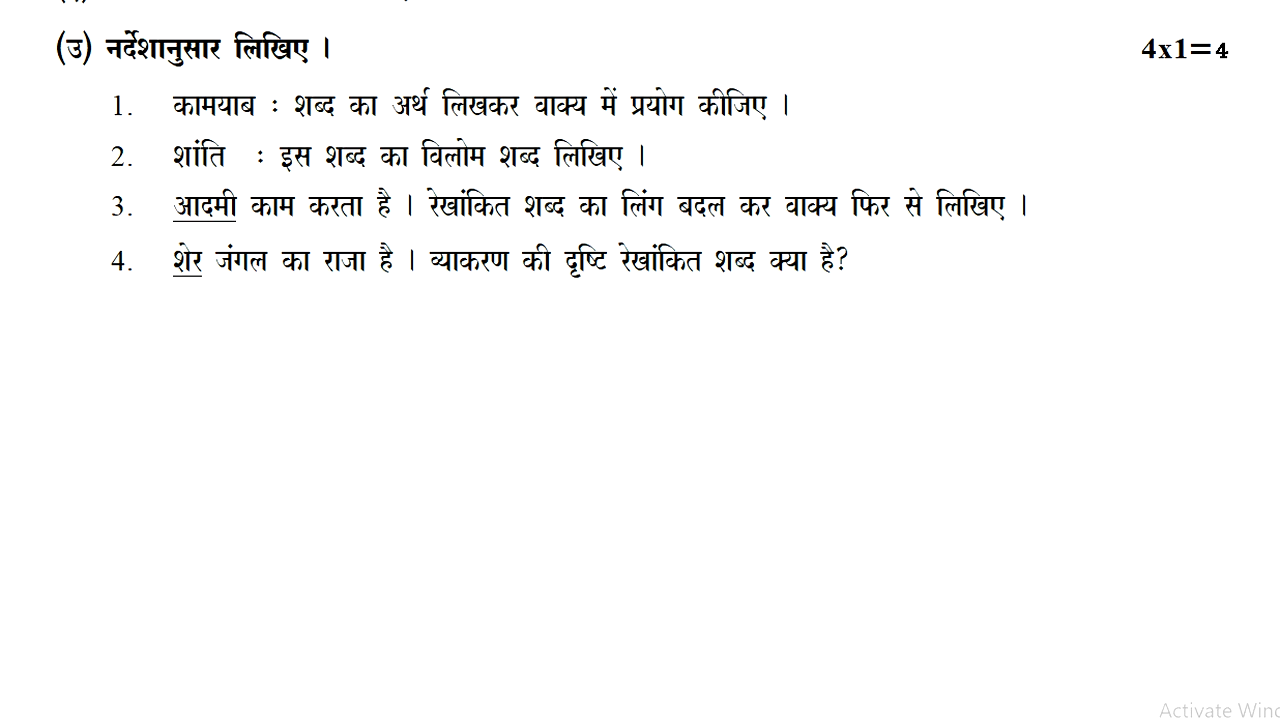 (उ) नर्देशानुसार लिखिए । 4x1=4
1. कामयाब : शब्द का अर्थ लिखकर वाक्य में प्रयोग कीजिए ।
2. शांति : इस शब्द का विलोम शब्द लिखिए ।
3. आदमी काम करता है । रेखांकित शब्द का लिंग बदल कर वाक्य फिर से लिखिए ।
4. शेर जंगल का राजा है । व्याकरण की दृष्टि रेखांकित शब्द क्या है?
Activate